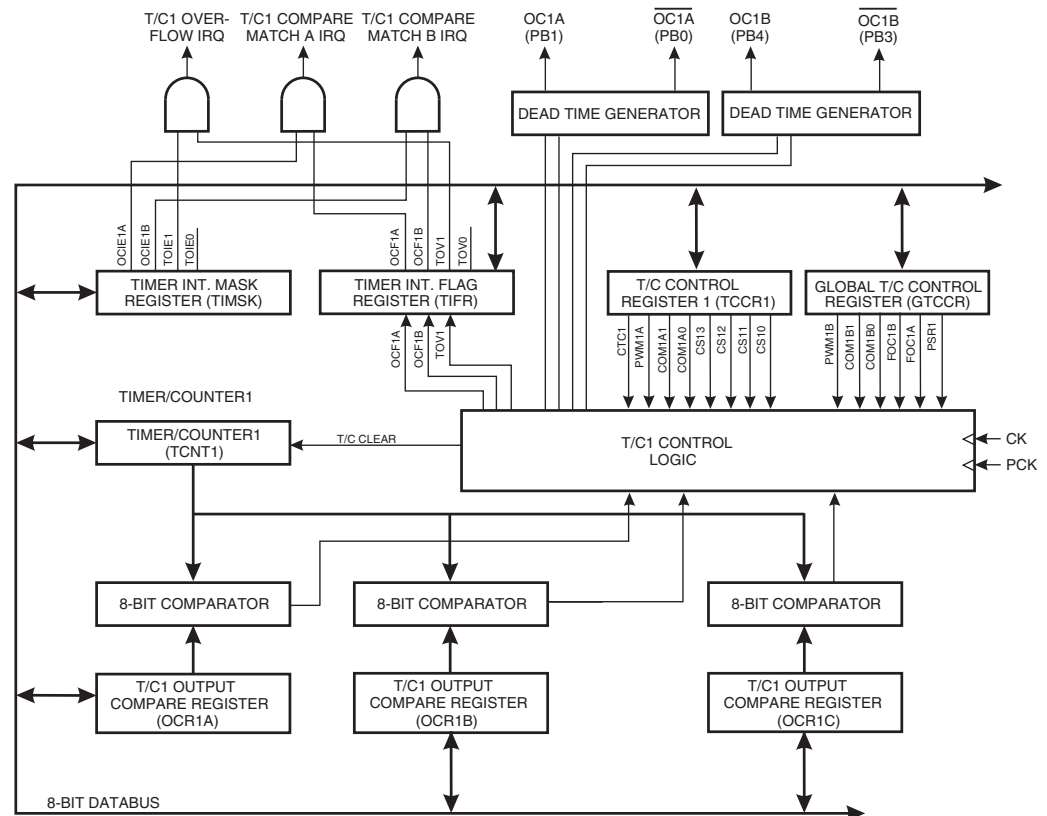 T/C1 OVER-
FLOW IRQ
T/C1 COMPARE
MATCH A IRQ
T/C1 COMPARE
MATCH B IRQ
OC1A
(PB1)
OC1A
(PB0)
OC1B
(PB4)
OC1B
(PB3)
DEAD TIME GENERATOR
DEAD TIME GENERATOR
OCIE1A
OCIE1B
TOIE1
TOIE0
OCF1A
OCF1B
TOV1
TOV0
TIMER INT. MASK
REGISTER (TIMSK)
TIMER INT. FLAG
REGISTER (TIFR)
T/C CONTROL
REGISTER 1 (TCCR1)
GLOBAL T/C CONTROL
REGISTER (GTCCR)
OCF1A
OCF1B
TOV1
CTC1
PWM1A
COM1A1
COM1A0
CS13
CS12
CS11
CS10
PWM1B
COM1B1
COM1B0
FOC1B
FOC1A
PSR1
TIMER/COUNTER1
TIMER/COUNTER1
(TCNT1)
T/C CLEAR
T/C1 CONTROL
LOGIC
CK
PCK
8-BIT COMPARATOR
8-BIT COMPARATOR
8-BIT COMPARATOR
T/C1 OUTPUT
COMPARE REGISTER
(OCR1A)
T/C1 OUTPUT
COMPARE REGISTER
(OCR1B)
T/C1 OUTPUT
COMPARE REGISTER
(OCR1C)
8-BIT DATABUS